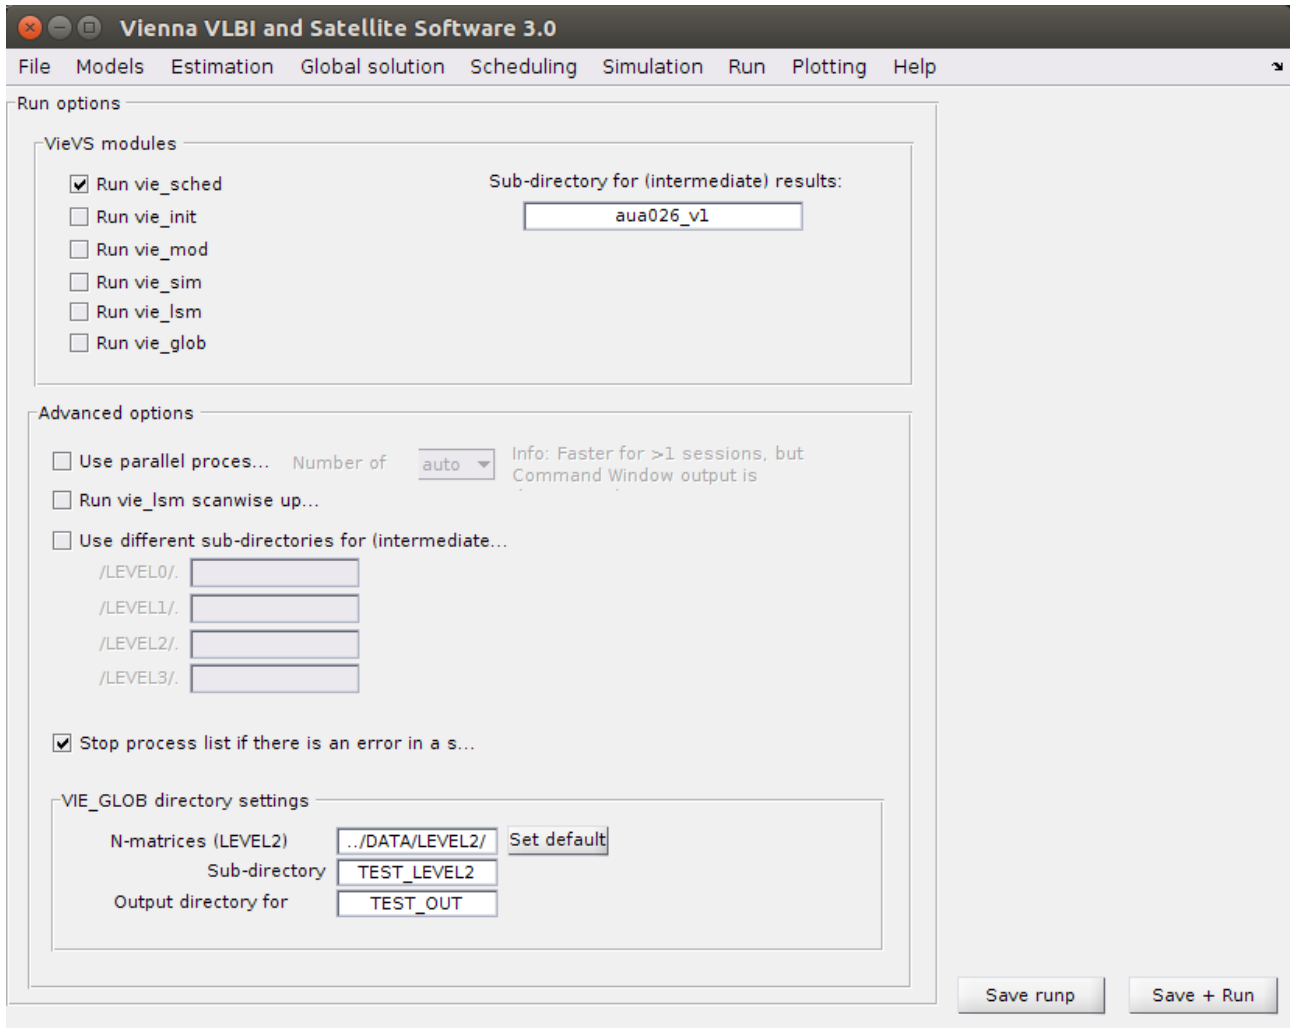 Vienna VLBI and Satellite Software 3.0
File Models Estimation Global solution Scheduling Simulation Run Plotting Help
Run options
VieVS modules
Run vie_sched
Sub-directory for (intermediate) results:
Run vie_init
aua026_v1
Run vie_mod
Run vie_sim
Run vie_lsm
Run vie_glob
Advanced options
Use parallel proces... Number of auto
Info: Faster for >1 sessions, but
Command Window output is
Run vie_lsm scanwise up...
Use different sub-directories for (intermediate...
/LEVEL0/.
/LEVEL1/.
/LEVEL2/.
/LEVEL3/.
Stop process list if there is an error in a s...
VIE_GLOB directory settings
N-matrices (LEVEL2) ../DATA/LEVEL2/ Set default
Sub-directory TEST_LEVEL2
Output directory for TEST_OUT
Save runp Save + Run